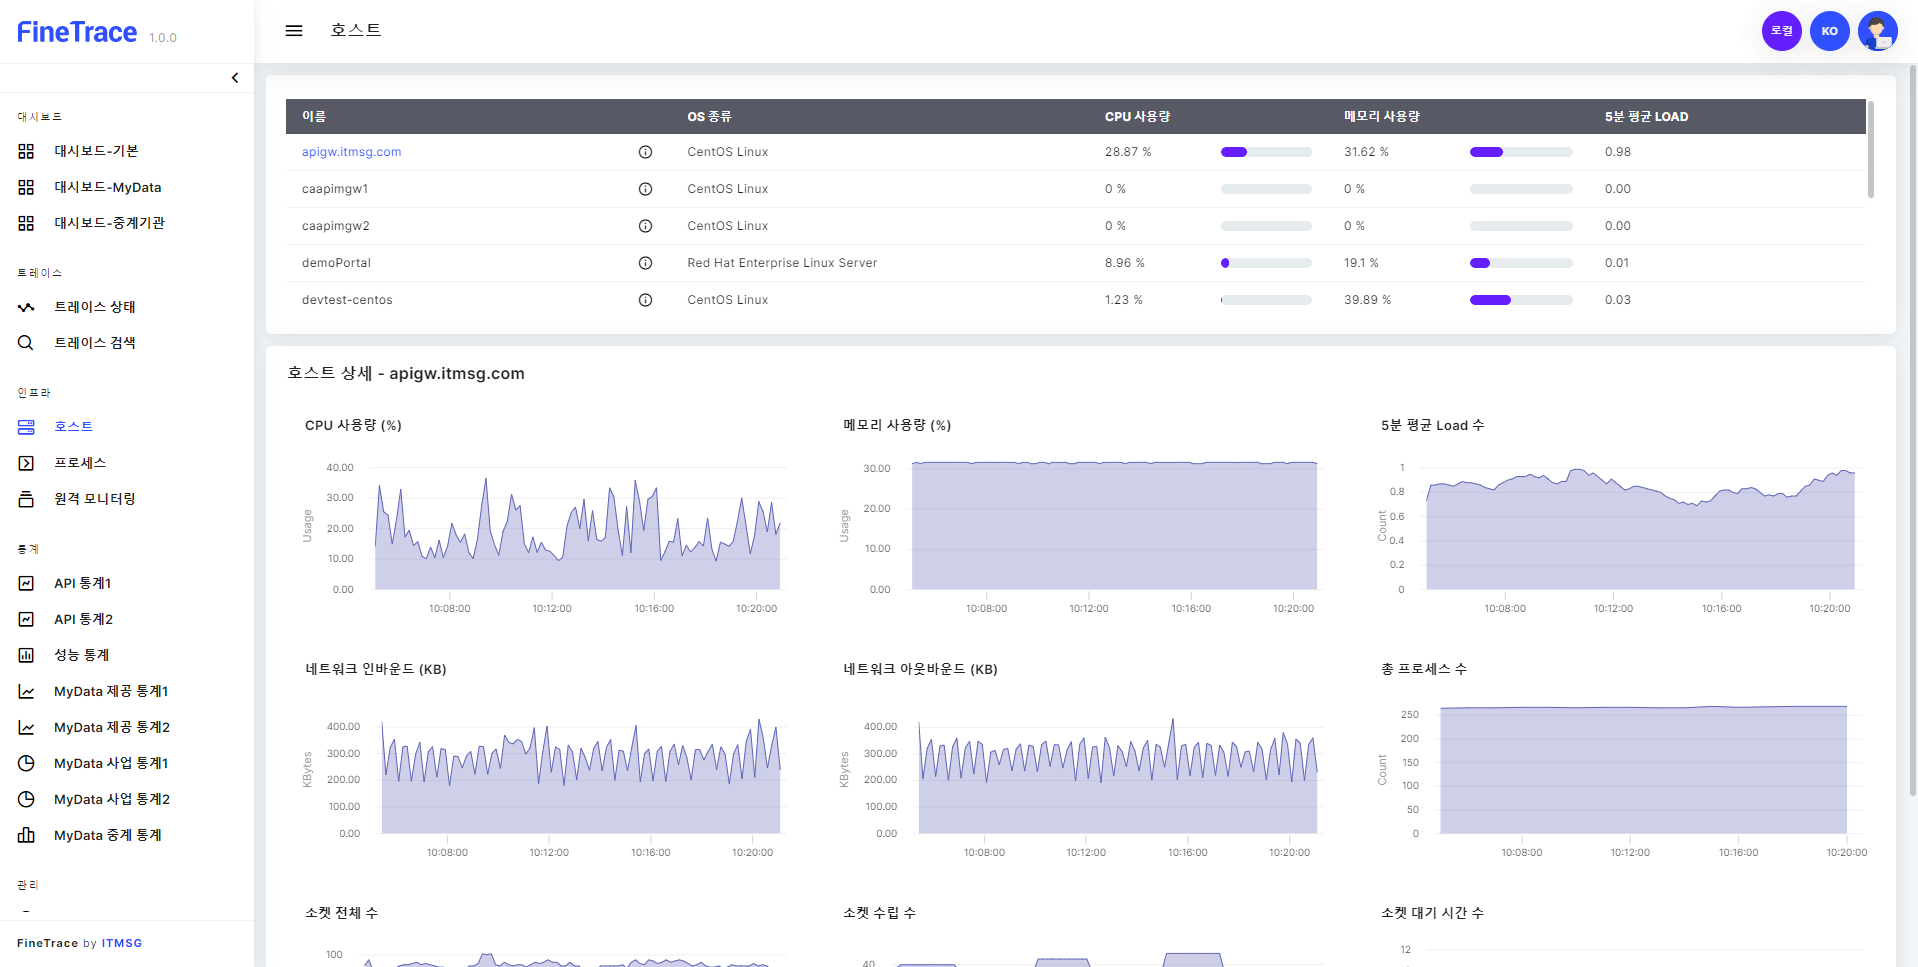 FineTrace 1.0.0
호스트
로컬
KO
대시보드
대시보드-기본
대시보드-MyData
대시보드-중계기관
트레이스
트레이스 상태
트레이스 검색
인프라
호스트
프로세스
원격 모니터링
통계
API 통계1
API 통계2
성능 통계
MyData 제공 통계1
MyData 제공 통계2
MyData 사업 통계1
MyData 사업 통계2
MyData 중계 통계
관리
FineTrace by ITMSG
이름 OS 종류 CPU 사용량 메모리 사용량 5분 평균 LOAD
apigw.itmsg.com CentOS Linux 28.87 % 31.62 % 0.98
caapimgw1 CentOS Linux 0 % 0 % 0.00
caapimgw2 CentOS Linux 0 % 0 % 0.00
demoPortal Red Hat Enterprise Linux Server 8.96 % 19.1 % 0.01
devtest-centos CentOS Linux 1.23 % 39.89 % 0.03
호스트 상세 - apigw.itmsg.com
CPU 사용량 (%)
Usage
40.00
30.00
20.00
10.00
0.00
10:08:00 10:12:00 10:16:00 10:20:00
메모리 사용량 (%)
Usage
30.00
20.00
10.00
0.00
10:08:00 10:12:00 10:16:00 10:20:00
5분 평균 Load 수
Count
1
0.8
0.6
0.4
0.2
0
10:08:00 10:12:00 10:16:00 10:20:00
네트워크 인바운드 (KB)
KBytes
400.00
300.00
200.00
100.00
0.00
10:08:00 10:12:00 10:16:00 10:20:00
네트워크 아웃바운드 (KB)
KBytes
400.00
300.00
200.00
100.00
0.00
10:08:00 10:12:00 10:16:00 10:20:00
총 프로세스 수
Count
250
200
150
100
50
0
10:08:00 10:12:00 10:16:00 10:20:00
소켓 전체 수
100
소켓 수립 수
40
소켓 대기 시간 수
12